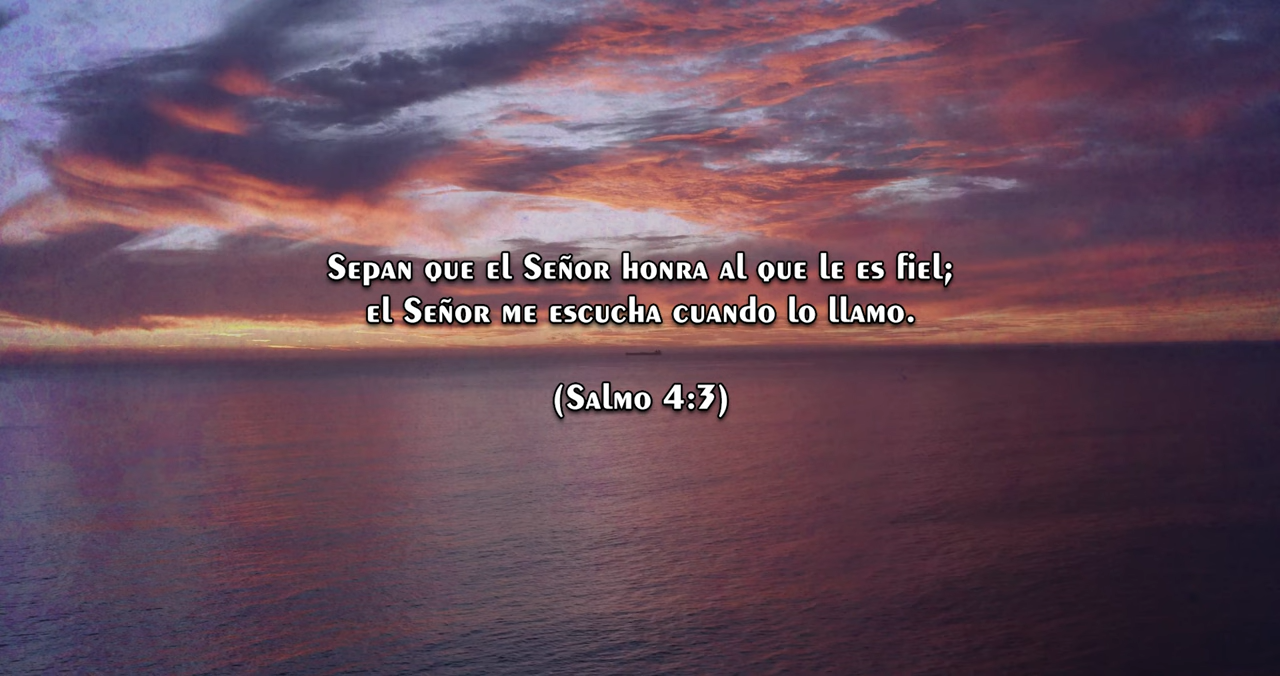 Sepan que el Señor honra al que le es fiel;
el Señor me escucha cuando lo llamo.
(Salmo 4:3)